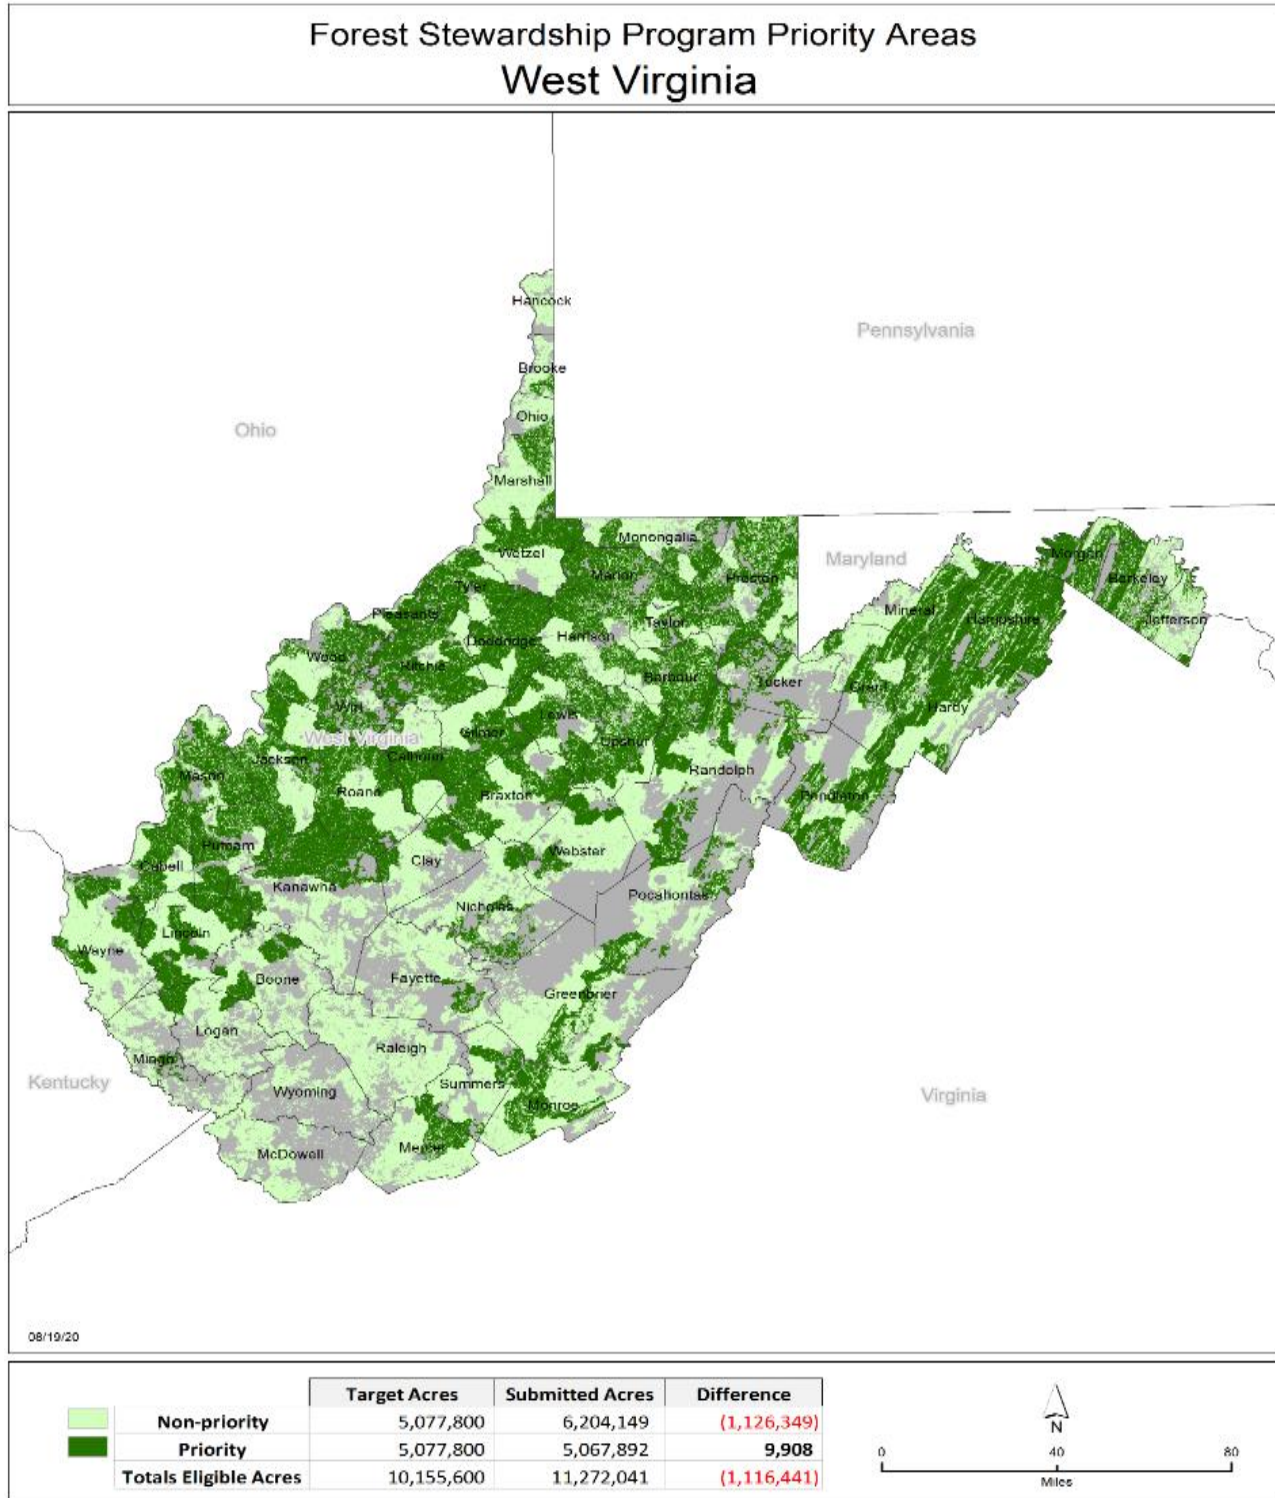 Forest Stewardship Program Priority Areas
West Virginia
Hancock
Pennsylvania
Brooke
Ohio
Ohio
Marshall
Wetzel
Monongalia
Maryland
Morgan
Marion
Preston
Berkeley
Tyler
Mineral
Pleasants
Hampshire
Jefferson
Taylor
Doddridge
Harrison
Wood
Ritchie
Barbour
Tucker
Grant
Hardy
Wirt
Lewis
Gilmer
West Virginia
Upshur
Calhoun
Jackson
Randolph
Mason
Roane
Braxton
Pendleton
Putnam
Webster
Cabell
Clay
Kanawha
Pocahontas
Nicholas
Lincoln
Wayne
Boone
Fayette
Greenbrier
Logan
Raleigh
Mingo
Kentucky
Summers
Wyoming
Virginia
Monroe
Mercer
McDowell
08/19/20
Target Acres Submitted Acres Difference
Non-priority 5,077,800 6,204,149 (1,126,349)
Priority 5,077,800 5,067,892 9,908
Totals Eligible Acres 10,155,600 11,272,041 (1,116,441)
N
0 40 80
Miles